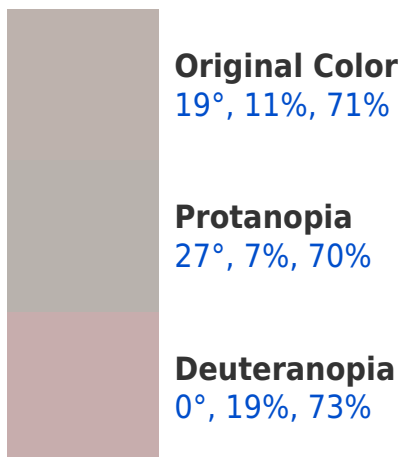 Original Color
19°, 11%, 71%
Protanopia
27°, 7%, 70%
Deuteranopia
0°, 19%, 73%